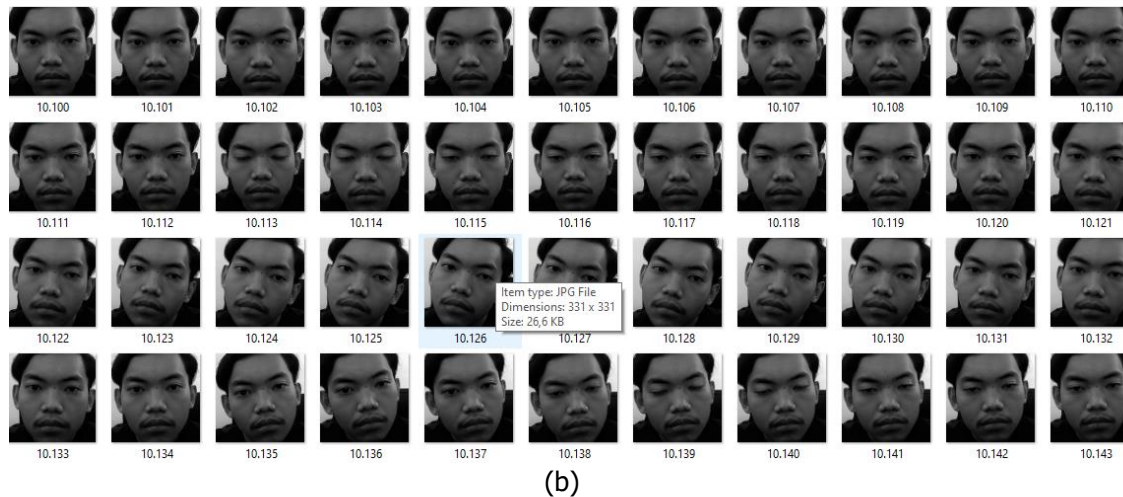 10.100 10.101 10.102 10.103 10.104 10.105 10.106 10.107 10.108 10.109 10.110
10.111 10.112 10.113 10.114 10.115 10.116 10.117 10.118 10.119 10.120 10.121
Item type: JPG File
Dimensions: 331 x 331
Size: 26,6 KB
10.122 10.123 10.124 10.125 10.126 10.127 10.128 10.129 10.130 10.131 10.132
10.133 10.134 10.135 10.136 10.137 10.138 10.139 10.140 10.141 10.142 10.143
(b)